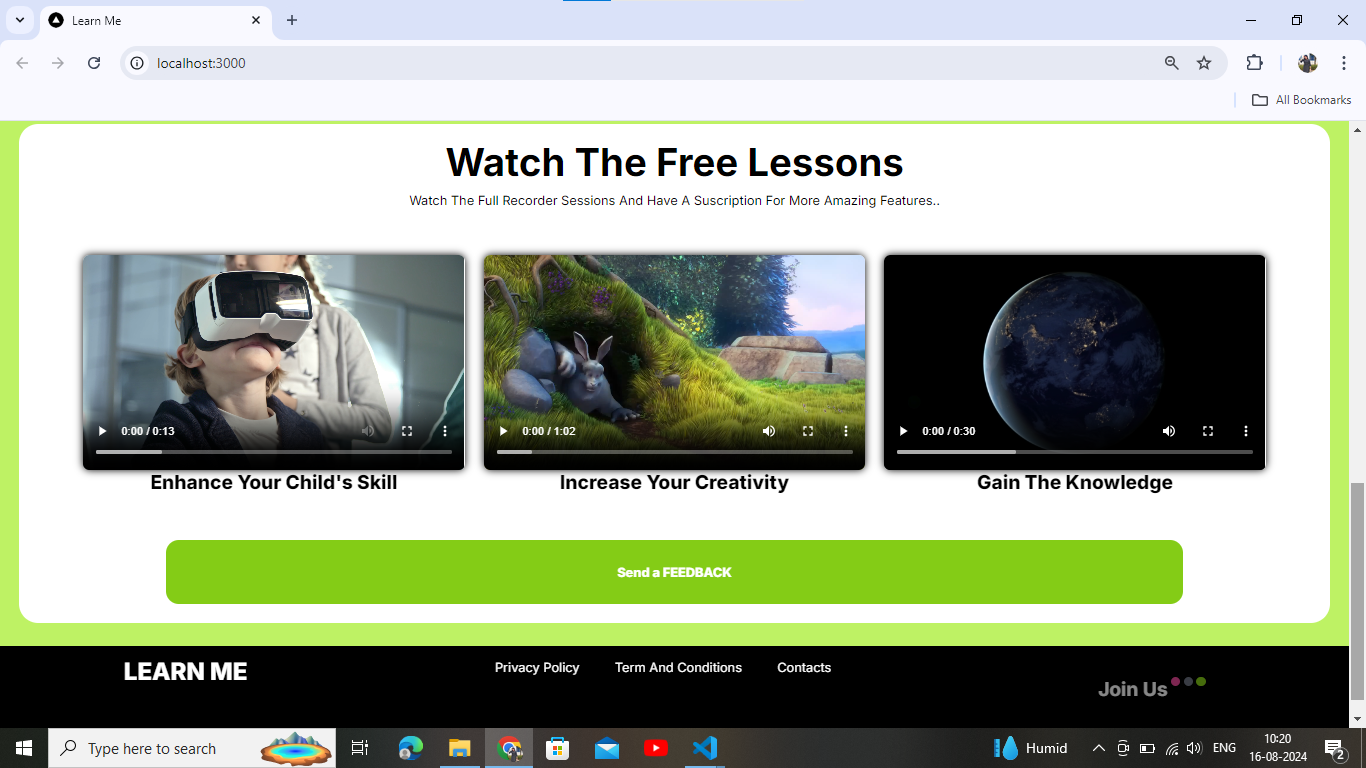 Learn Me
localhost:3000
All Bookmarks
Watch The Free Lessons
Watch The Full Recorder Sessions And Have A Suscription For More Amazing Features..
0:00 / 0:13
0:00 / 1:02
0:00 / 0:30
Enhance Your Child's Skill
Increase Your Creativity
Gain The Knowledge
Send a FEEDBACK
LEARN ME
Privacy Policy
Term And Conditions
Contacts
Join Us
Type here to search
Humid
ENG
10:20
16-08-2024
2